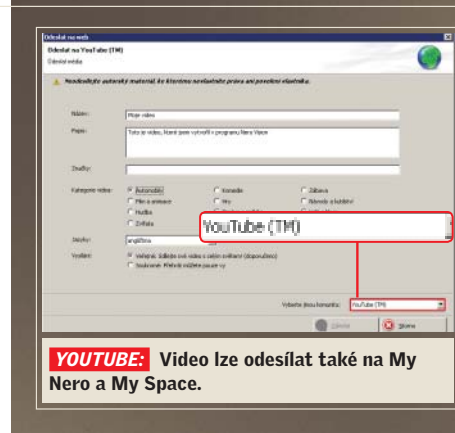 Odeslat na web
Odeslat na YouTube (TM)
Odeslat média
Neodesílejte autorský materiál, ke kterému nevlastníte práva ani povolení vlastníka.
Název:
Moje video
Popis:
Toto je video, které jsem vytvořil v programu Nero Vision
Značky:
Kategorie videa:
Automobily
Komedie
Zábava
Film a animace
Hry
Návody a kutilství
Hudba
Zvířata
YouTube (TM)
Jazyky:
angličtina
Vysílání:
Veřejné: Sdílejte své video s celým světem! (doporučeno)
Soukromé: Přehrát můžete pouze vy
Vyberte jinou komunitu:
YouTube (TM)
Storno
YOUTUBE: Video lze odesílat také na My
Nero a My Space.